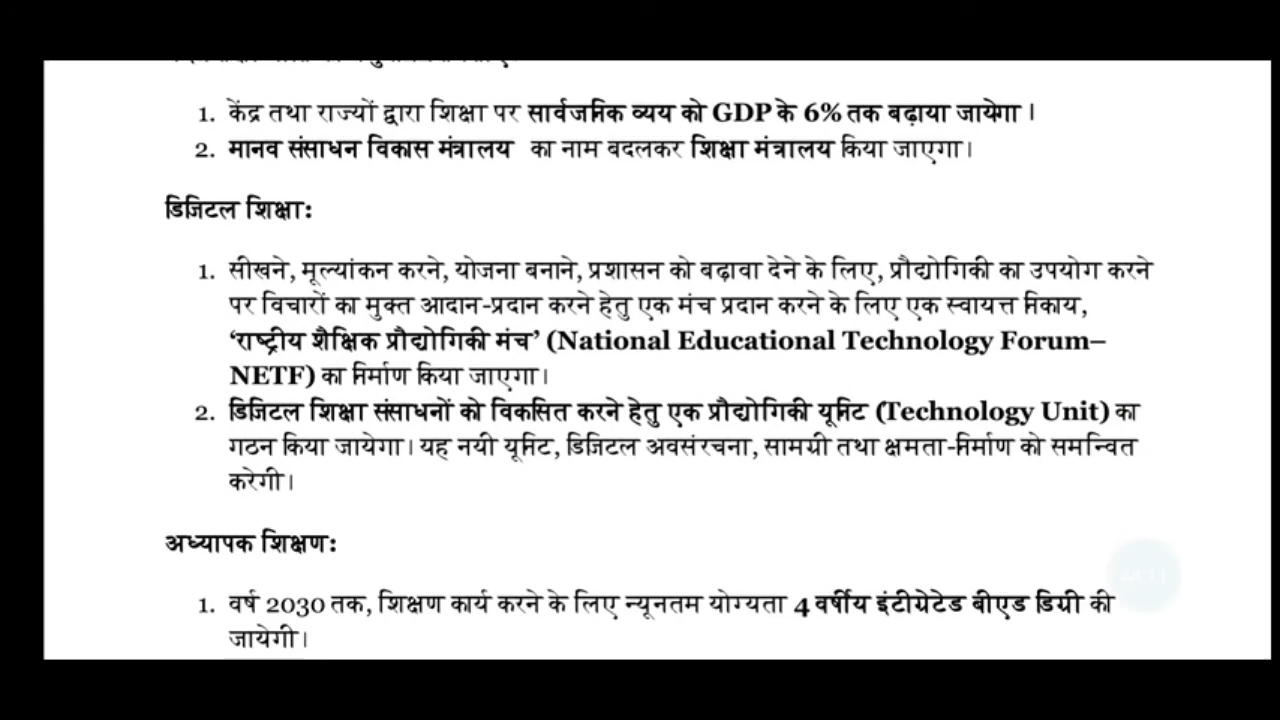 1. केंद्र तथा राज्यों द्वारा शिक्षा पर सार्वजनिक व्यय को GDP के 6% तक बढ़ाया जायेगा ।
2. मानव संसाधन विकास मंत्रालय का नाम बदलकर शिक्षा मंत्रालय किया जाएगा।
डिजिटल शिक्षा:
1. सीखने, मूल्यांकन करने, योजना बनाने, प्रशासन को बढ़ावा देने के लिए, प्रौद्योगिकी का उपयोग करने
पर विचारों का मुक्त आदान-प्रदान करने हेतु एक मंच प्रदान करने के लिए एक स्वायत्त निकाय,
‘राष्ट्रीय शैक्षिक प्रौद्योगिकी मंच’ (National Educational Technology Forum–
NETF) का निर्माण किया जाएगा।
2. डिजिटल शिक्षा संसाधनों को विकसित करने हेतु एक प्रौद्योगिकी यूनिट (Technology Unit) का
गठन किया जायेगा। यह नयी यूनिट, डिजिटल अवसंरचना, सामग्री तथा क्षमता-निर्माण को समन्वित
करेगी।
अध्यापक शिक्षण:
1. वर्ष 2030 तक, शिक्षण कार्य करने के लिए न्यूनतम योग्यता 4 वर्षीय इंटीग्रेटेड बीएड डिग्री की
जायेगी।